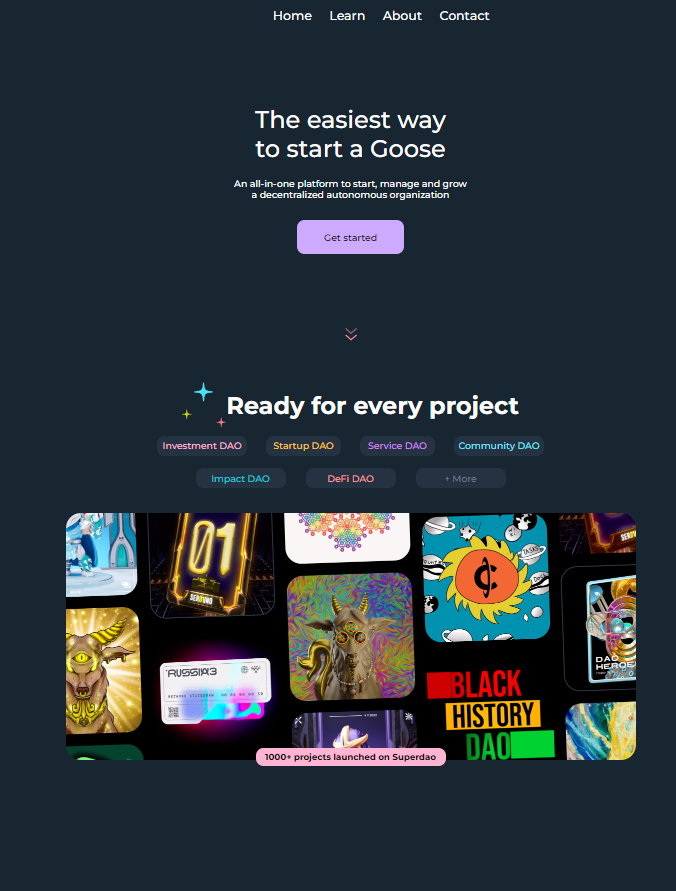 Home Learn About Contact
The easiest way
to start a Goose
An all-in-one platform to start, manage and grow
a decentralized autonomous organization
Get started
Ready for every project
Investment DAO Startup DAO Service DAO Community DAO
Impact DAO DeFi DAO + More
01
BLACK
HISTORY
DAO
DAO
1000+ projects launched on Superdao